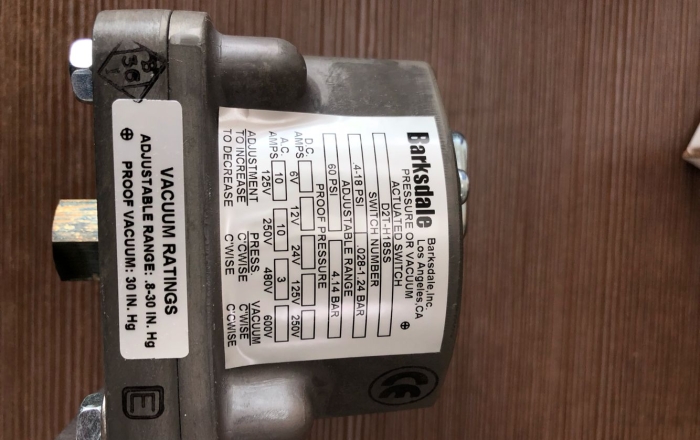 Barksdale Barksdale, Inc.
Los Angeles, CA
PRESSURE OR VACUUM
ACTUATED SWITCH
D2T-H18SS
SWITCH NUMBER
.4-18 PSI .028-1.24 BAR
ADJUSTABLE RANGE
60 PSI 4.14 BAR
PROOF PRESSURE
D.C.
AMPS 6V 12V 24V 125V 250V
A.C. 10 10 3
AMPS 125V 250V 480V 600V
ADJUSTMENT PRESS. VACUUM
TO INCREASE C'WISE C'WISE
TO DECREASE C'CWISE C'CWISE
VACUUM RATINGS
ADJUSTABLE RANGE: .8-30 IN. Hg
PROOF VACUUM: 30 IN. Hg
CE
E